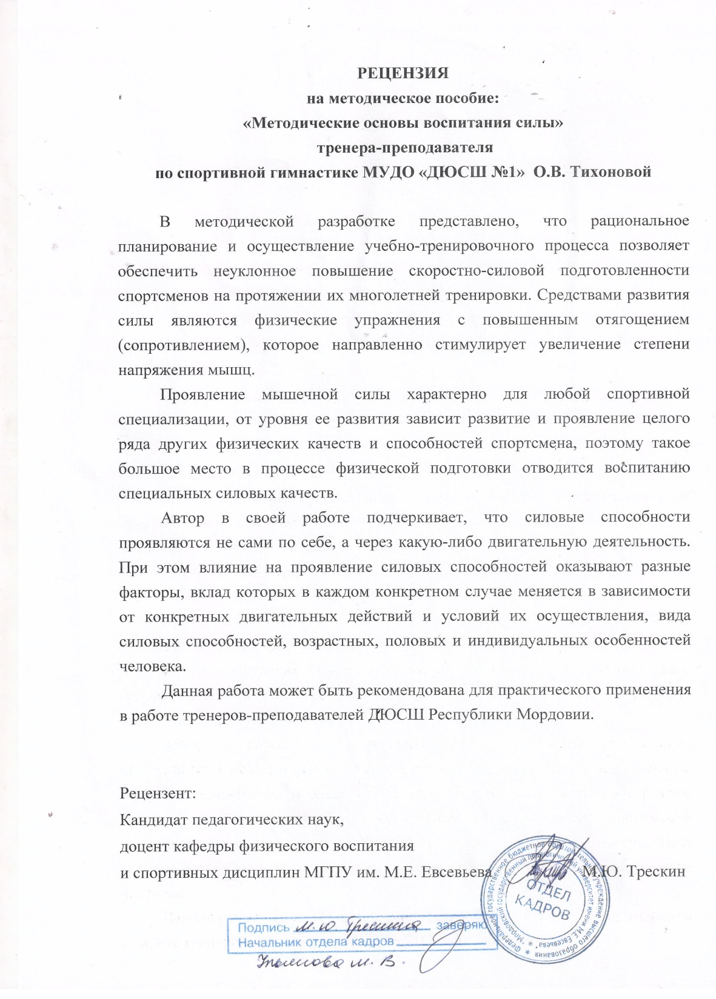 РЕЦЕНЗИЯ
на методическое пособие:
«Методические основы воспитания силы»
тренера-преподавателя
по спортивной гимнастике МУДО «ДЮСШ №1» О.В. Тихоновой
В методической разработке представлено, что рациональное
планирование и осуществление учебно-тренировочного процесса позволяет
обеспечить неуклонное повышение скоростно-силовой подготовленности
спортсменов на протяжении их многолетней тренировки. Средствами развития
силы являются физические упражнения с повышенным отягощением
(сопротивлением), которое направленно стимулирует увеличение степени
напряжения мышц.
Проявление мышечной силы характерно для любой спортивной
специализации, от уровня ее развития зависит развитие и проявление целого
ряда других физических качеств и способностей спортсмена, поэтому такое
большое место в процессе физической подготовки отводится воспитанию
специальных силовых качеств.
Автор в своей работе подчеркивает, что силовые способности
проявляются не сами по себе, а через какую-либо двигательную деятельность.
При этом влияние на проявление силовых способностей оказывают разные
факторы, вклад которых в каждом конкретном случае меняется в зависимости
от конкретных двигательных действий и условий их осуществления, вида
силовых способностей, возрастных, половых и индивидуальных особенностей
человека.
Данная работа может быть рекомендована для практического применения
в работе тренеров-преподавателей ДЮСШ Республики Мордовии.
Рецензент:
Кандидат педагогических наук,
доцент кафедры физического воспитания
и спортивных дисциплин МГПУ им. М.Е. Евсевьева М.Ю. Трескин
Федеральное государственное бюджетное образовательное учреждение высшего образования
"Мордовский государственный педагогический университет имени М.Е. Евсевьева"
ОТДЕЛ
КАДРОВ
Подпись М.Ю. Трескина заверяю
Начальник отдела кадров
М. В.